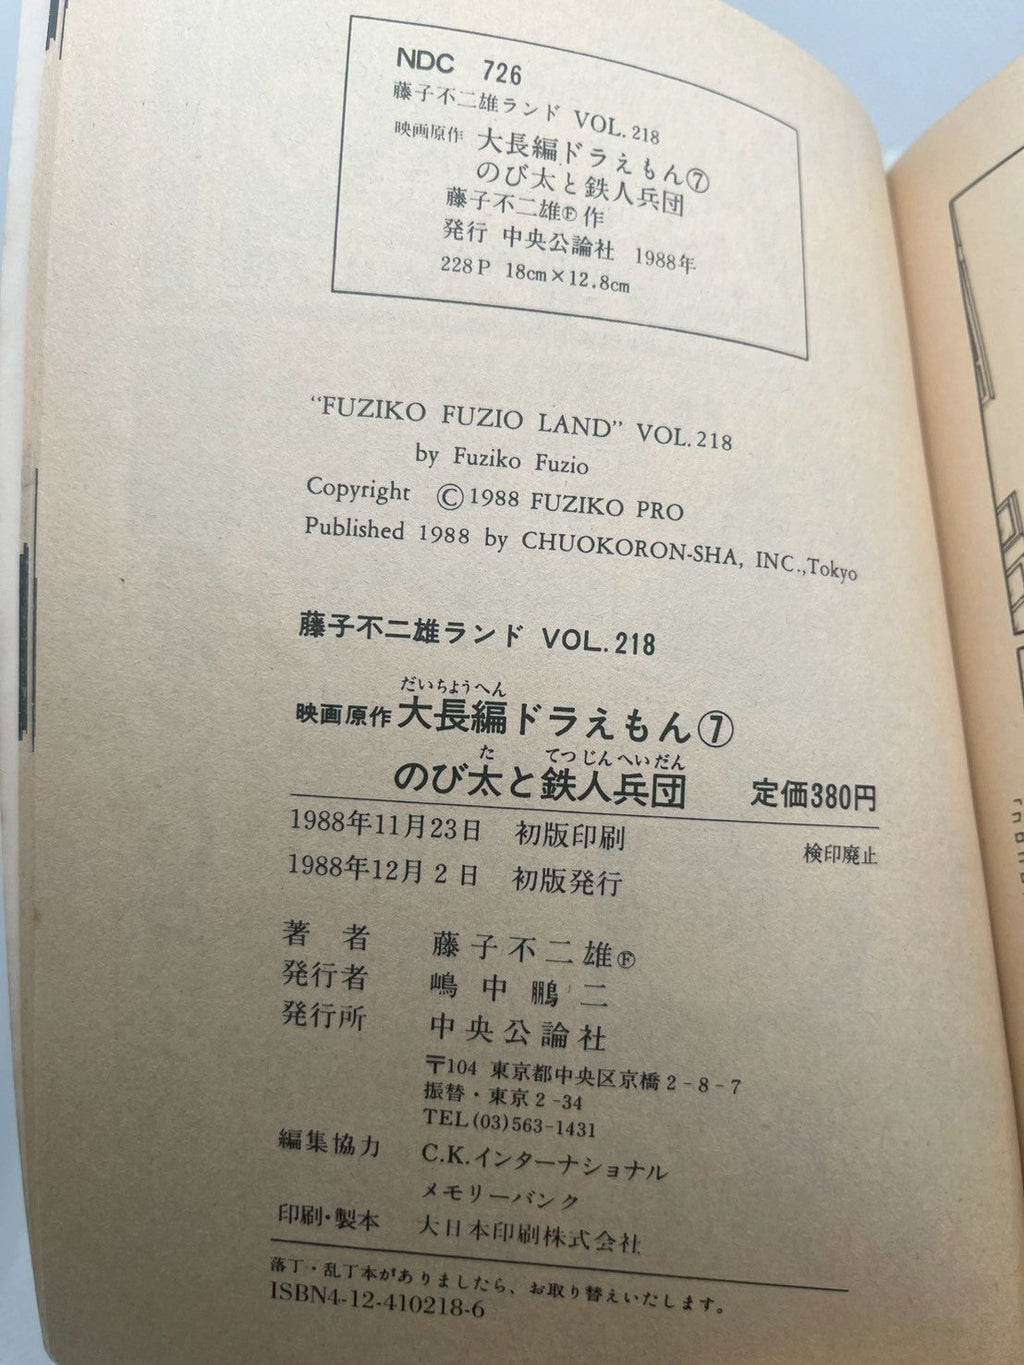 NDC 726
藤子不二雄ランド VOL.218
映画原作 大長編ドラえもん⑦
のび太と鉄人兵団
藤子不二雄Ⓕ作
発行 中央公論社 1988年
228P 18cm×12.8cm
“FUZIKO FUZIO LAND” VOL.218
by Fuziko Fuzio
Copyright ©1988 FUZIKO PRO
Published 1988 by CHUOKORON-SHA, INC.,Tokyo
藤子不二雄ランド VOL.218
だいちょうへん
映画原作 大長編ドラえもん⑦
た てつじんへいだん
のび太と鉄人兵団 定価380円
1988年11月23日 初版印刷 検印廃止
1988年12月2日 初版発行
著 者 藤子不二雄Ⓕ
発行者 嶋中鵬二
発行所 中央公論社
〒104 東京都中央区京橋2-8-7
振替・東京2-34
TEL(03)563-1431
編集協力 C.K.インターナショナル
メモリーバンク
印刷・製本 大日本印刷株式会社
落丁・乱丁本がありましたら、お取り替えいたします。
ISBN4-12-410218-6